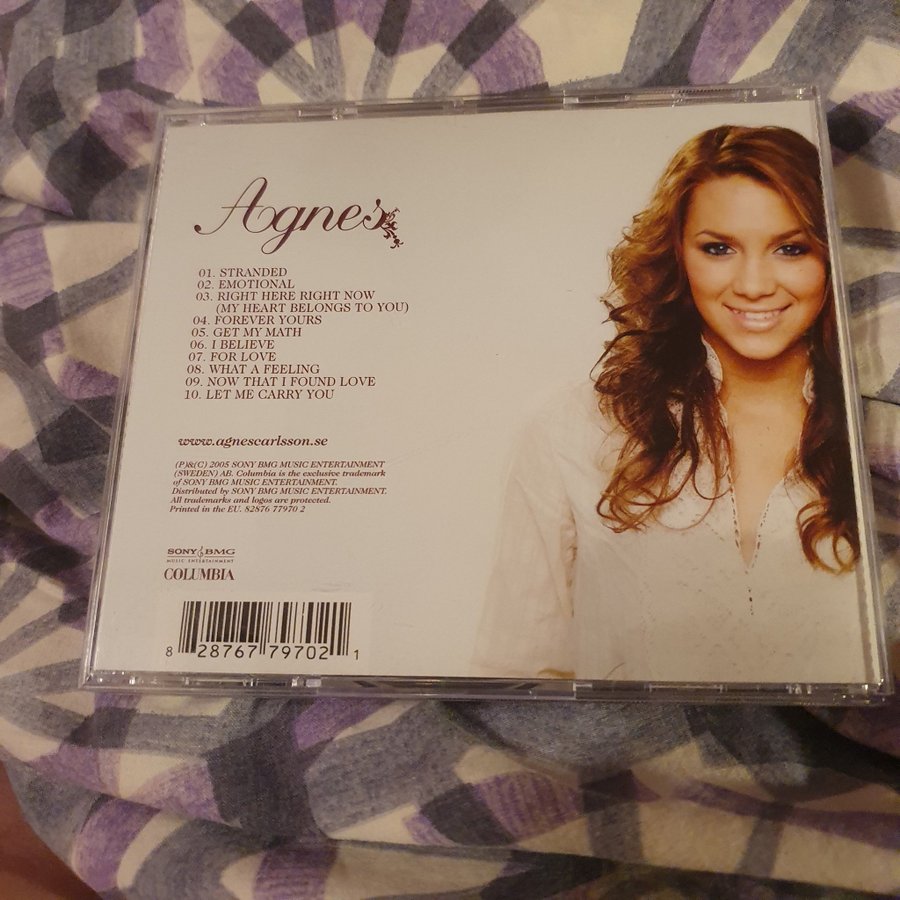 Agnes
01. STRANDED
02. EMOTIONAL
03. RIGHT HERE RIGHT NOW
(MY HEART BELONGS TO YOU)
04. FOREVER YOURS
05. GET MY MATH
06. I BELIEVE
07. FOR LOVE
08. WHAT A FEELING
09. NOW THAT I FOUND LOVE
10. LET ME CARRY YOU
www.agnescarlsson.se
(P)&(C) 2005 SONY BMG MUSIC ENTERTAINMENT
(SWEDEN) AB. Columbia is the exclusive trademark
of SONY BMG MUSIC ENTERTAINMENT.
Distributed by SONY BMG MUSIC ENTERTAINMENT.
All trademarks and logos are protected.
Printed in the EU. 82876 77970 2
SONY BMG
MUSIC ENTERTAINMENT
COLUMBIA
8 28767 79702 1